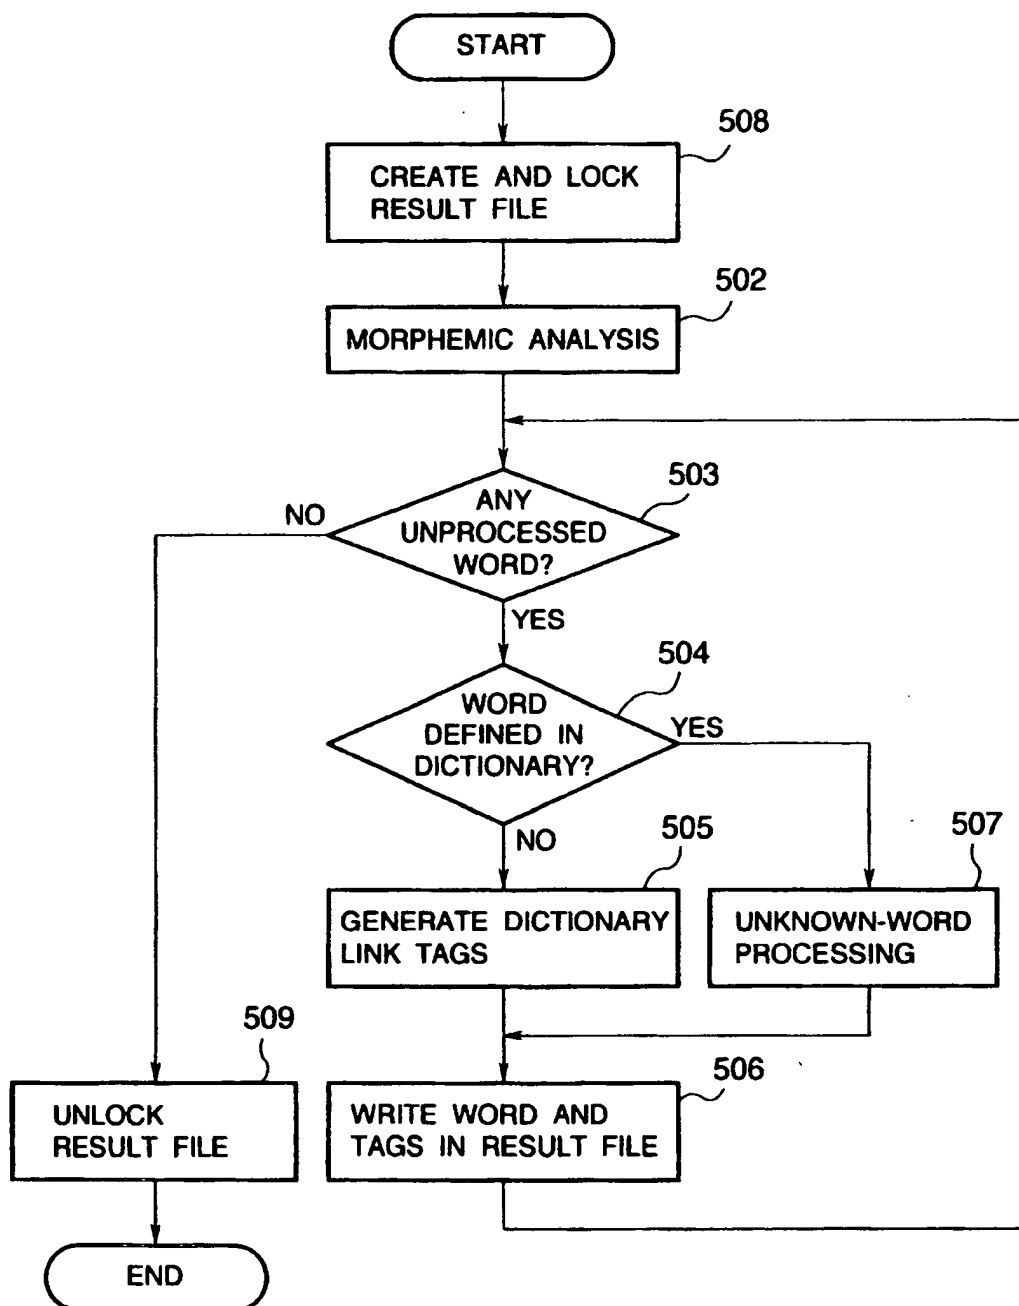 START
508
CREATE AND LOCK
RESULT FILE
502
MORPHEMIC ANALYSIS
503
ANY
UNPROCESSED
WORD?
NO
YES
504
WORD
DEFINED IN
DICTIONARY?
YES
NO
505
GENERATE DICTIONARY
LINK TAGS
507
UNKNOWN-WORD
PROCESSING
509
UNLOCK
RESULT FILE
506
WRITE WORD AND
TAGS IN RESULT FILE
END